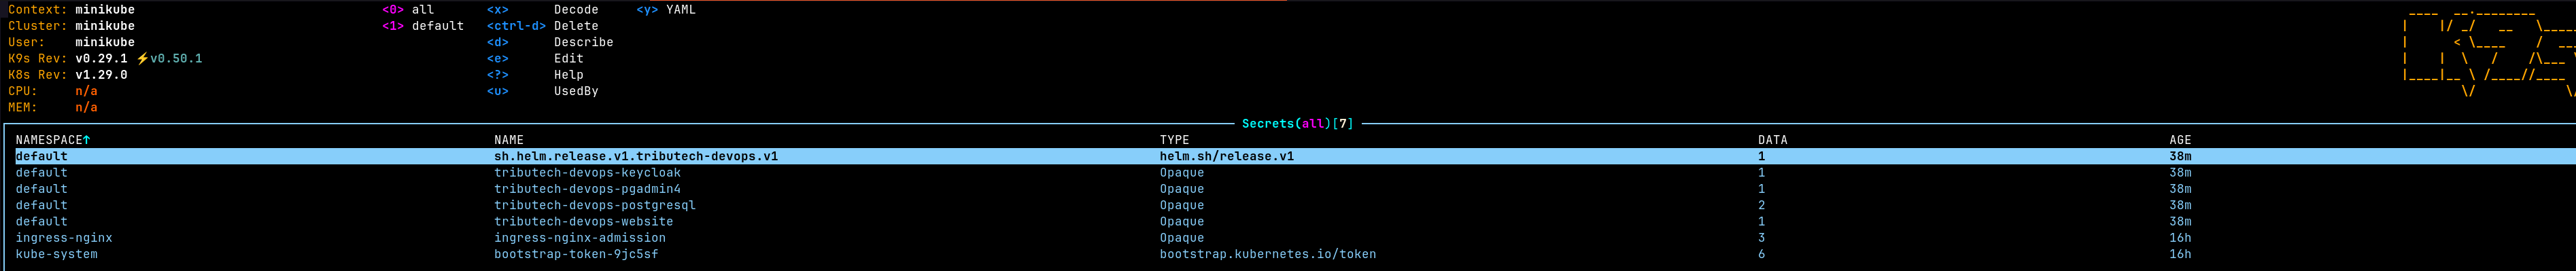 Context: minikube <0> all <x> Decode <y> YAML
Cluster: minikube <1> default <ctrl-d> Delete
User: minikube <d> Describe
K9s Rev: v0.29.1 ⚡v0.50.1 <e> Edit
K8s Rev: v1.29.0 <?> Help
CPU: n/a <u> UsedBy
MEM: n/a
Secrets(all)[7]
NAMESPACE↑ NAME TYPE DATA AGE
default sh.helm.release.v1.tributech-devops.v1 helm.sh/release.v1 1 38m
default tributech-devops-keycloak Opaque 1 38m
default tributech-devops-pgadmin4 Opaque 1 38m
default tributech-devops-postgresql Opaque 2 38m
default tributech-devops-website Opaque 1 38m
ingress-nginx ingress-nginx-admission Opaque 3 16h
kube-system bootstrap-token-9jc5sf bootstrap.kubernetes.io/token 6 16h